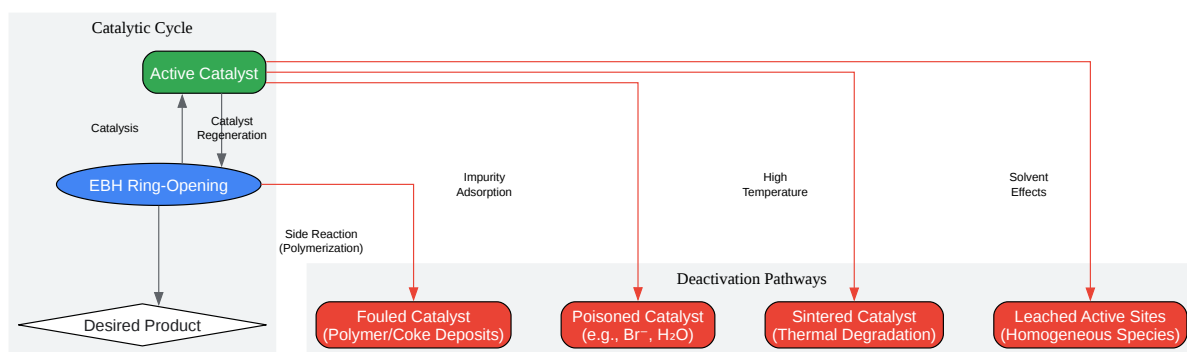 Catalytic Cycle
Active Catalyst
Catalysis
Catalyst
Regeneration
EBH Ring-Opening
Impurity
Adsorption
High
Temperature
Solvent
Effects
Side Reaction
(Polymerization)
Deactivation Pathways
Desired Product
Fouled Catalyst
(Polymer/Coke Deposits)
Poisoned Catalyst
(e.g., Br⁻, H₂O)
Sintered Catalyst
(Thermal Degradation)
Leached Active Sites
(Homogeneous Species)